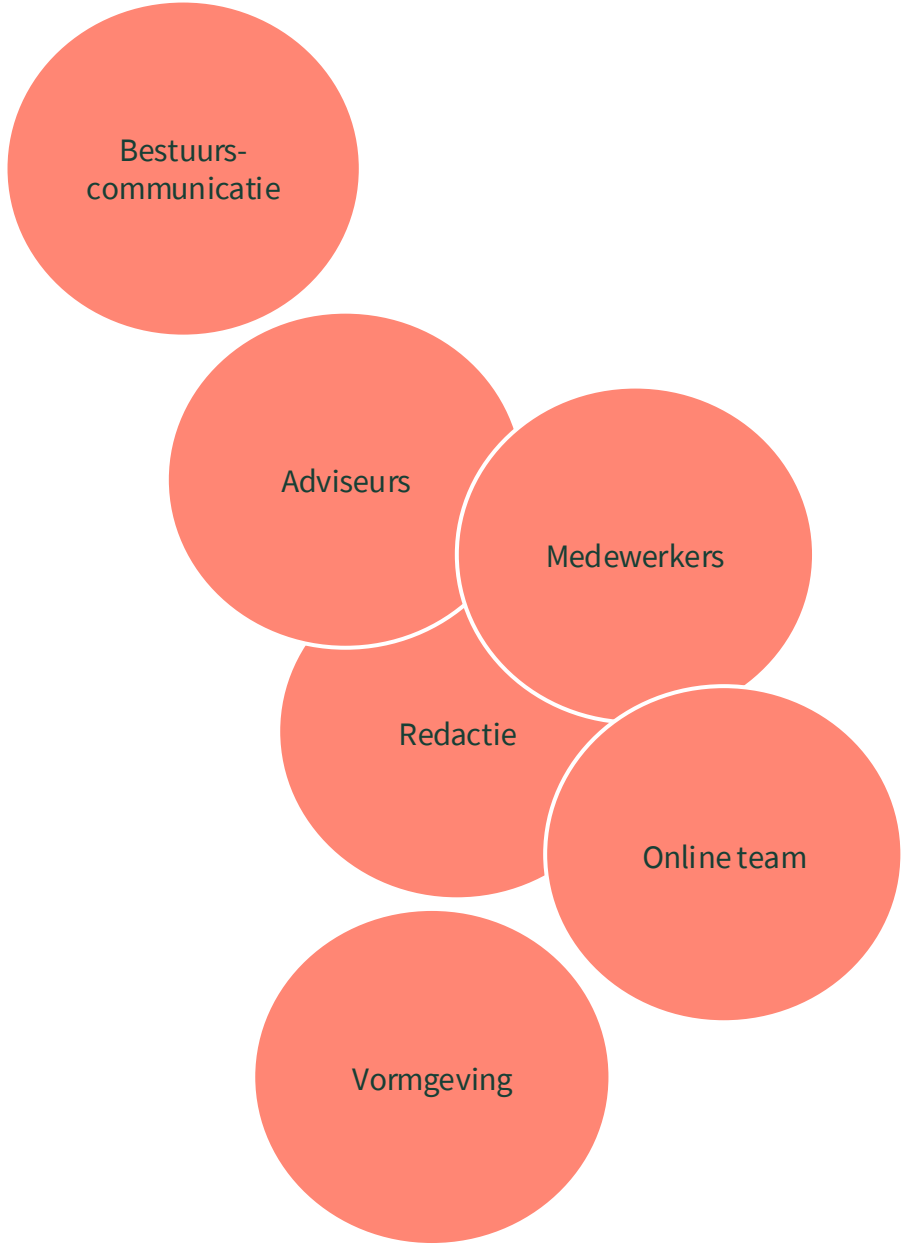 Bestuurs-
communicatie
Adviseurs
Medewerkers
Redactie
Online team
Vormgeving